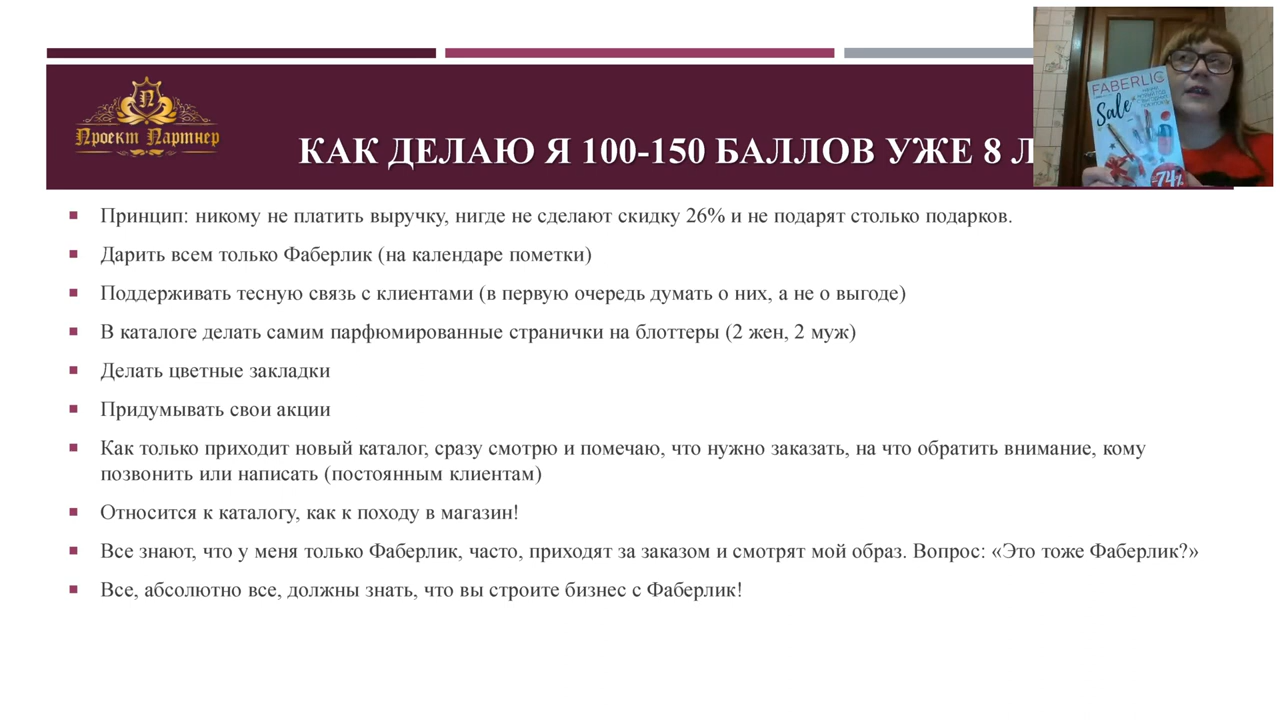 Проект Партнер
КАК ДЕЛАЮ Я 100-150 БАЛЛОВ УЖЕ 8 Л
FABERLIC
Sale
-74%
Принцип: никому не платить выручку, нигде не сделают скидку 26% и не подарят столько подарков.
Дарить всем только Фаберлик (на календаре пометки)
Поддерживать тесную связь с клиентами (в первую очередь думать о них, а не о выгоде)
В каталоге делать самим парфюмированные странички на блоттеры (2 жен, 2 муж)
Делать цветные закладки
Придумывать свои акции
Как только приходит новый каталог, сразу смотрю и помечаю, что нужно заказать, на что обратить внимание, кому
позвонить или написать (постоянным клиентам)
Относится к каталогу, как к походу в магазин!
Все знают, что у меня только Фаберлик, часто, приходят за заказом и смотрят мой образ. Вопрос: «Это тоже Фаберлик?»
Все, абсолютно все, должны знать, что вы строите бизнес с Фаберлик!